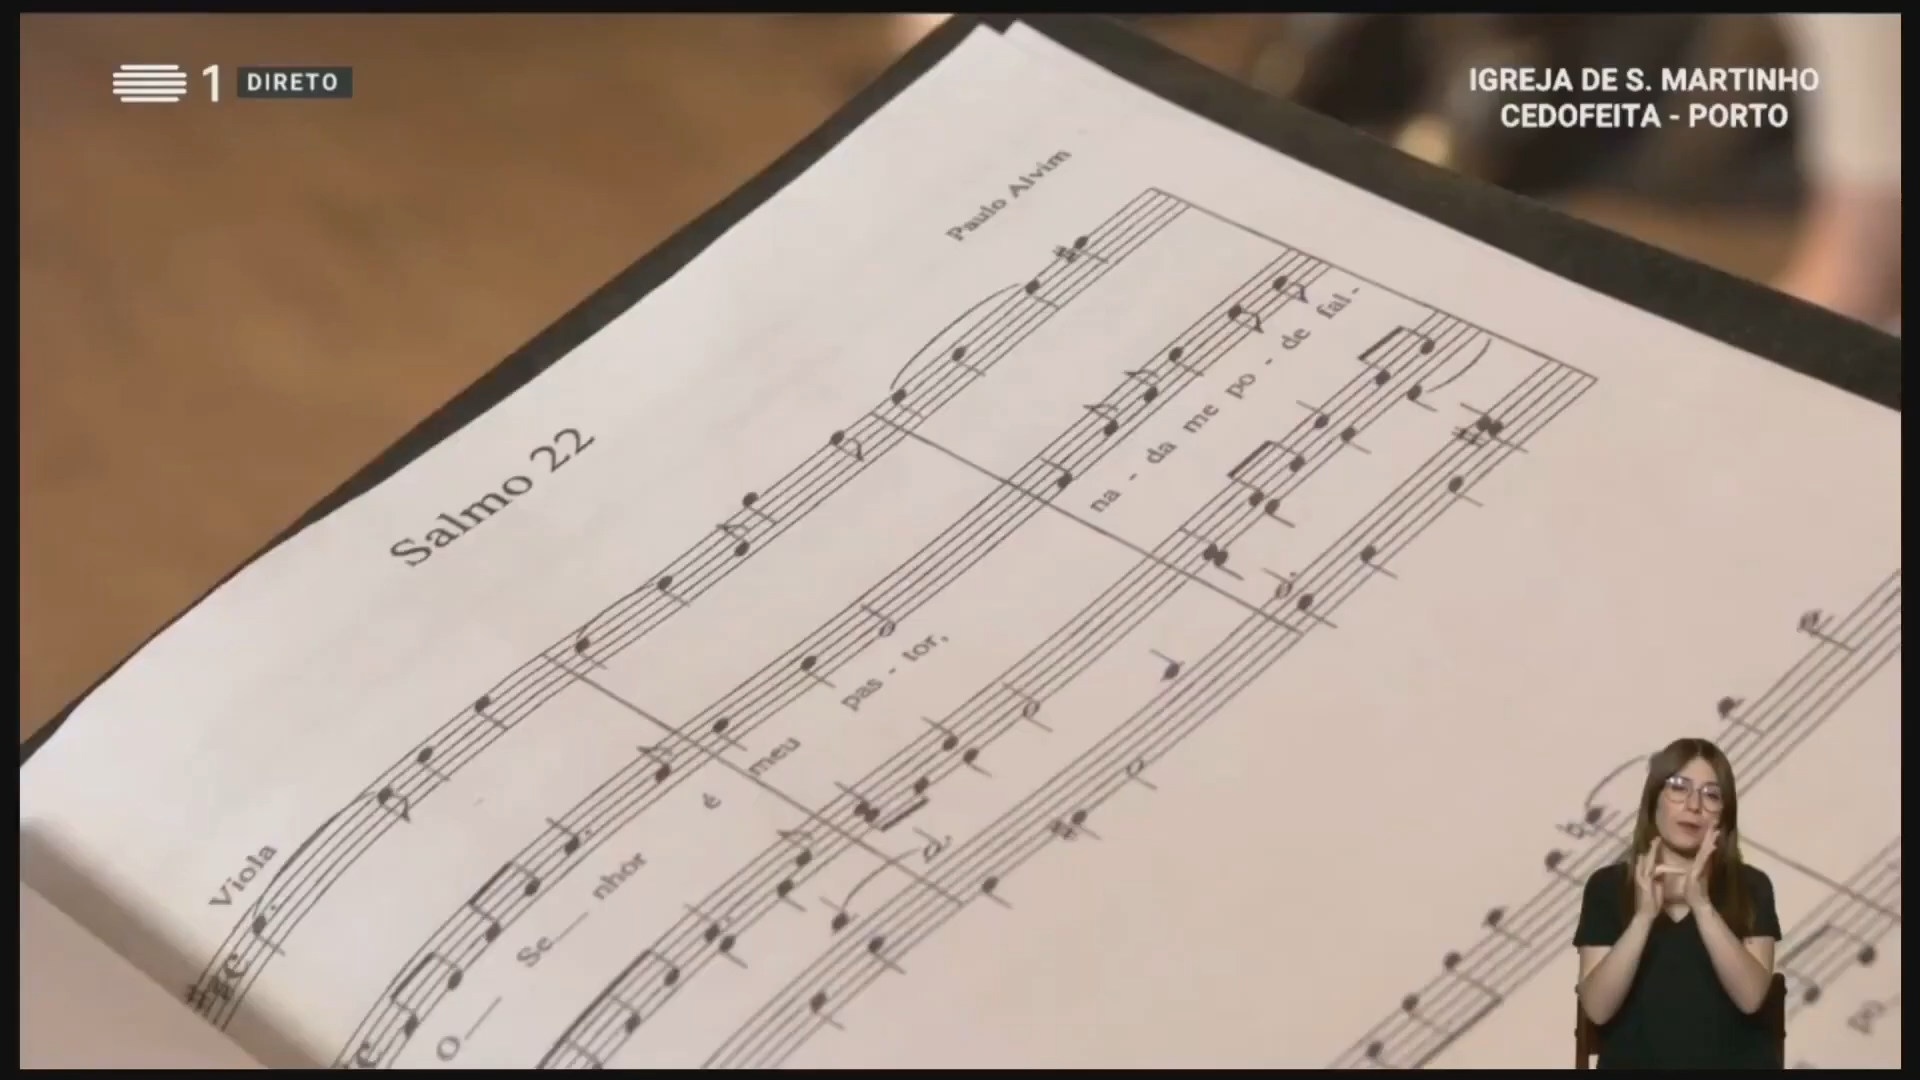 1 DIRETO
IGREJA DE S. MARTINHO
CEDOFEITA - PORTO
Paulo Alvim
Salmo 22
Viola
O Se nhor é meu pas - tor, na - da me po - de fal-
po